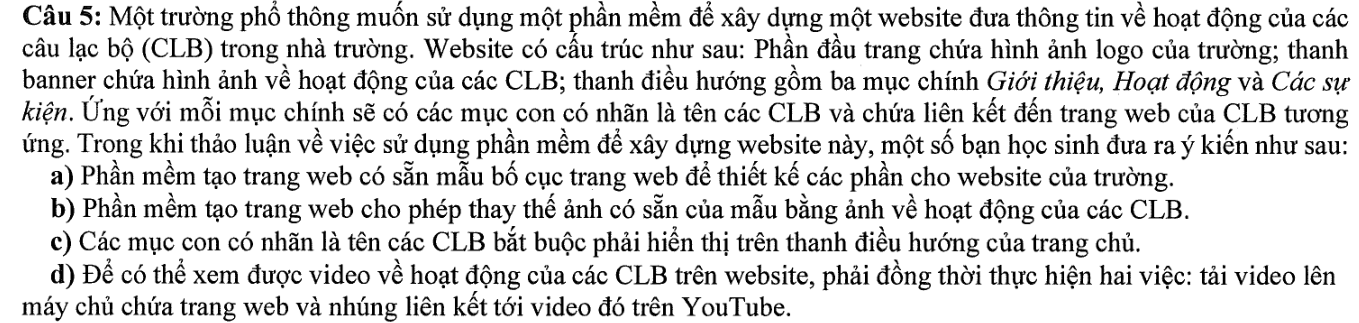 Câu 5: Một trường phổ thông muốn sử dụng một phần mềm để xây dựng một website đưa thông tin về hoạt động của các
câu lạc bộ (CLB) trong nhà trường. Website có cấu trúc như sau: Phần đầu trang chứa hình ảnh logo của trường; thanh
banner chứa hình ảnh về hoạt động của các CLB; thanh điều hướng gồm ba mục chính Giới thiệu, Hoạt động và Các sự
kiện. Ứng với mỗi mục chính sẽ có các mục con có nhãn là tên các CLB và chứa liên kết đến trang web của CLB tương
ứng. Trong khi thảo luận về việc sử dụng phần mềm để xây dựng website này, một số bạn học sinh đưa ra ý kiến như sau:
a) Phần mềm tạo trang web có sẵn mẫu bố cục trang web để thiết kế các phần cho website của trường.
b) Phần mềm tạo trang web cho phép thay thế ảnh có sẵn của mẫu bằng ảnh về hoạt động của các CLB.
c) Các mục con có nhãn là tên các CLB bắt buộc phải hiển thị trên thanh điều hướng của trang chủ.
d) Để có thể xem được video về hoạt động của các CLB trên website, phải đồng thời thực hiện hai việc: tải video lên
máy chủ chứa trang web và nhúng liên kết tới video đó trên YouTube.